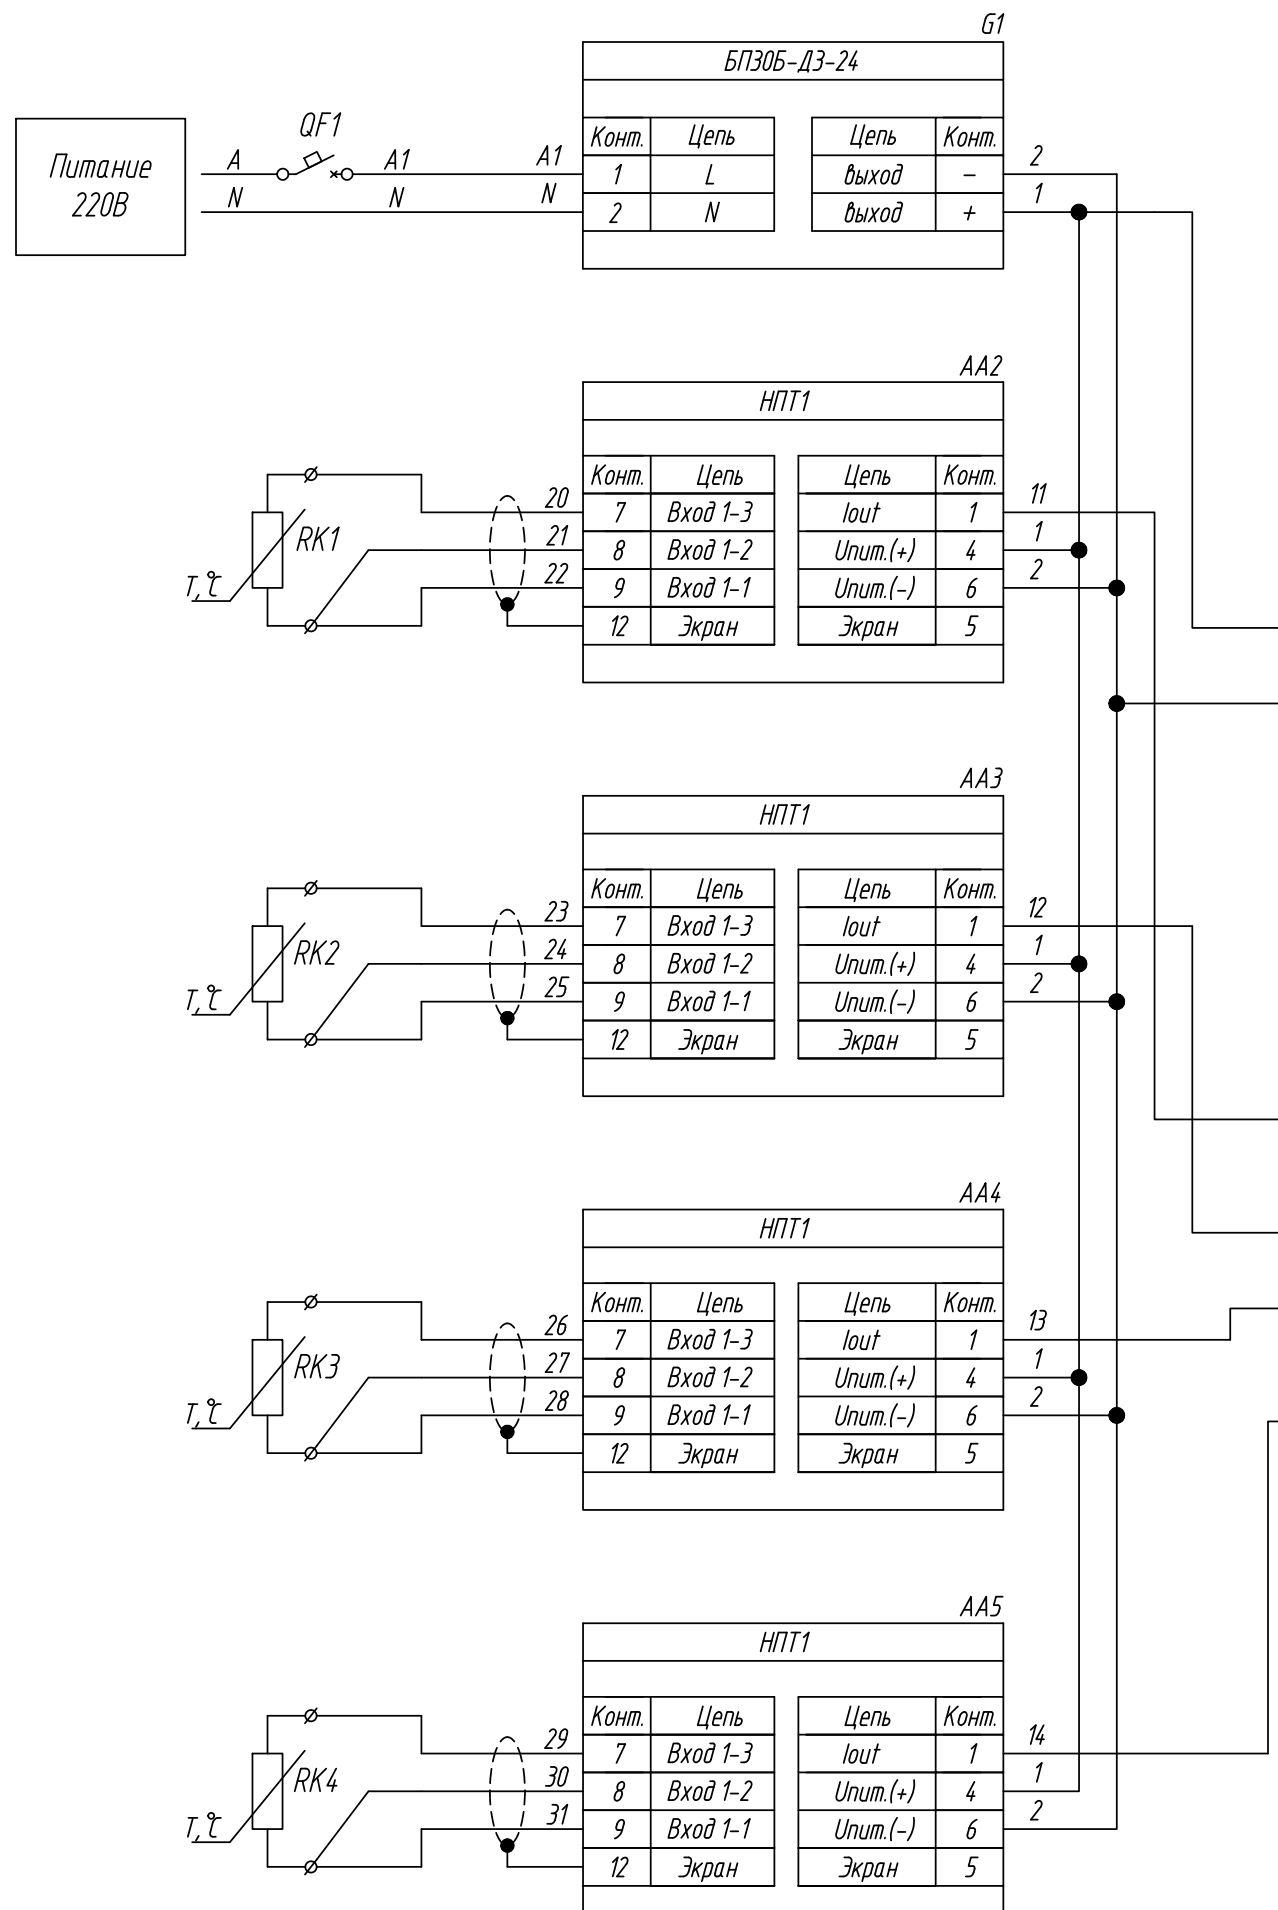 G1
БП30Б-Д3-24
Питание
220В
QF1
A
A1
A1
N
N
N
Конт. Цепь Цепь Конт.
1 L выход − 2
2 N выход + 1
AA2
НПТ1
Конт. Цепь Цепь Конт.
20 7 Вход 1-3 Iout 1 11
21 8 Вход 1-2 Uпит.(+) 4 1
22 9 Вход 1-1 Uпит.(-) 6 2
12 Экран Экран 5
RK1
T,℃
AA3
НПТ1
Конт. Цепь Цепь Конт.
23 7 Вход 1-3 Iout 1 12
24 8 Вход 1-2 Uпит.(+) 4 1
25 9 Вход 1-1 Uпит.(-) 6 2
12 Экран Экран 5
RK2
T,℃
AA4
НПТ1
Конт. Цепь Цепь Конт.
26 7 Вход 1-3 Iout 1 13
27 8 Вход 1-2 Uпит.(+) 4 1
28 9 Вход 1-1 Uпит.(-) 6 2
12 Экран Экран 5
RK3
T,℃
AA5
НПТ1
Конт. Цепь Цепь Конт.
29 7 Вход 1-3 Iout 1 14
30 8 Вход 1-2 Uпит.(+) 4 1
31 9 Вход 1-1 Uпит.(-) 6 2
12 Экран Экран 5
RK4
T,℃